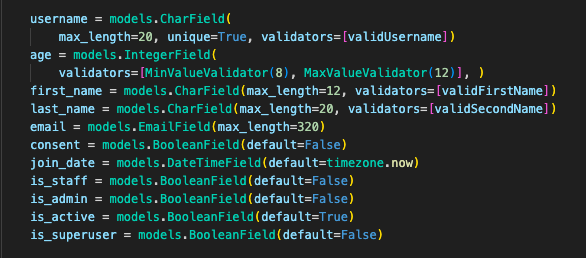 username = models.CharField(
max_length=20, unique=True, validators=[validUsername])
age = models.IntegerField(
validators=[MinValueValidator(8), MaxValueValidator(12)], )
first_name = models.CharField(max_length=12, validators=[validFirstName])
last_name = models.CharField(max_length=20, validators=[validSecondName])
email = models.EmailField(max_length=320)
consent = models.BooleanField(default=False)
join_date = models.DateTimeField(default=timezone.now)
is_staff = models.BooleanField(default=False)
is_admin = models.BooleanField(default=False)
is_active = models.BooleanField(default=True)
is_superuser = models.BooleanField(default=False)